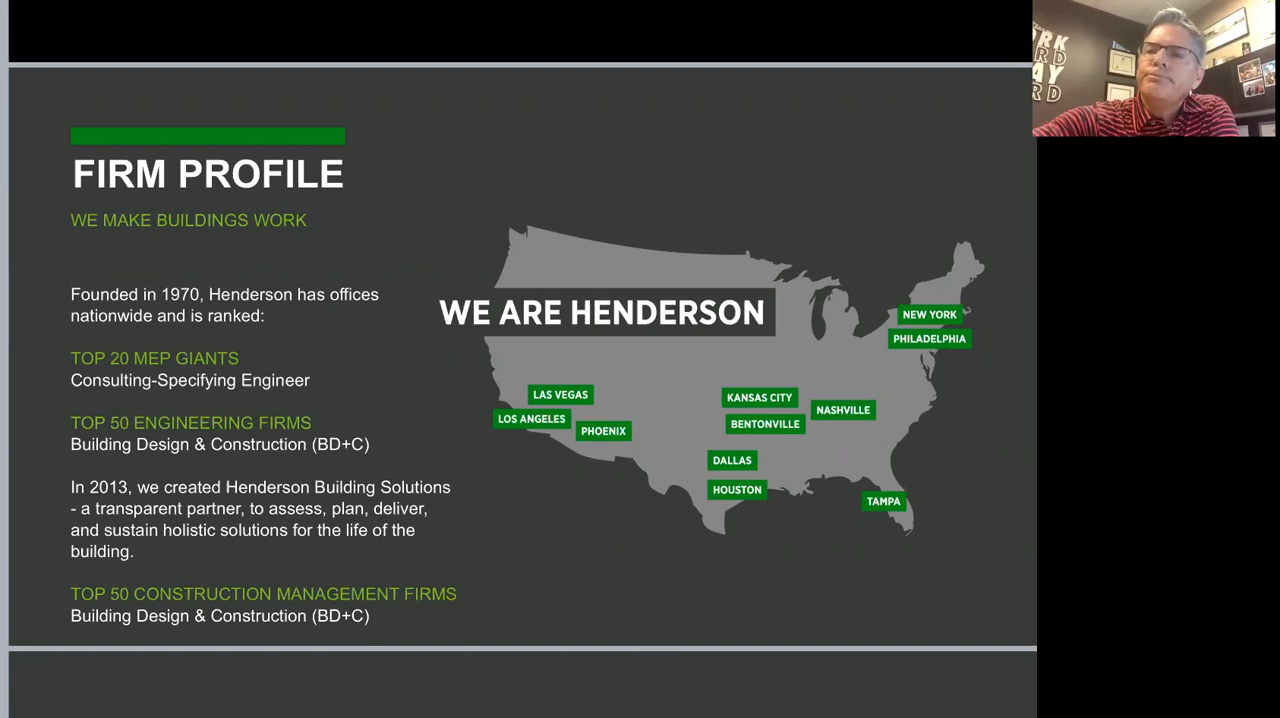 FIRM PROFILE
WE MAKE BUILDINGS WORK
Founded in 1970, Henderson has offices
nationwide and is ranked:
TOP 20 MEP GIANTS
Consulting-Specifying Engineer
TOP 50 ENGINEERING FIRMS
Building Design & Construction (BD+C)
In 2013, we created Henderson Building Solutions
- a transparent partner, to assess, plan, deliver,
and sustain holistic solutions for the life of the
building.
TOP 50 CONSTRUCTION MANAGEMENT FIRMS
Building Design & Construction (BD+C)
WE ARE HENDERSON
NEW YORK
PHILADELPHIA
LAS VEGAS
LOS ANGELES
PHOENIX
KANSAS CITY
NASHVILLE
BENTONVILLE
DALLAS
HOUSTON
TAMPA